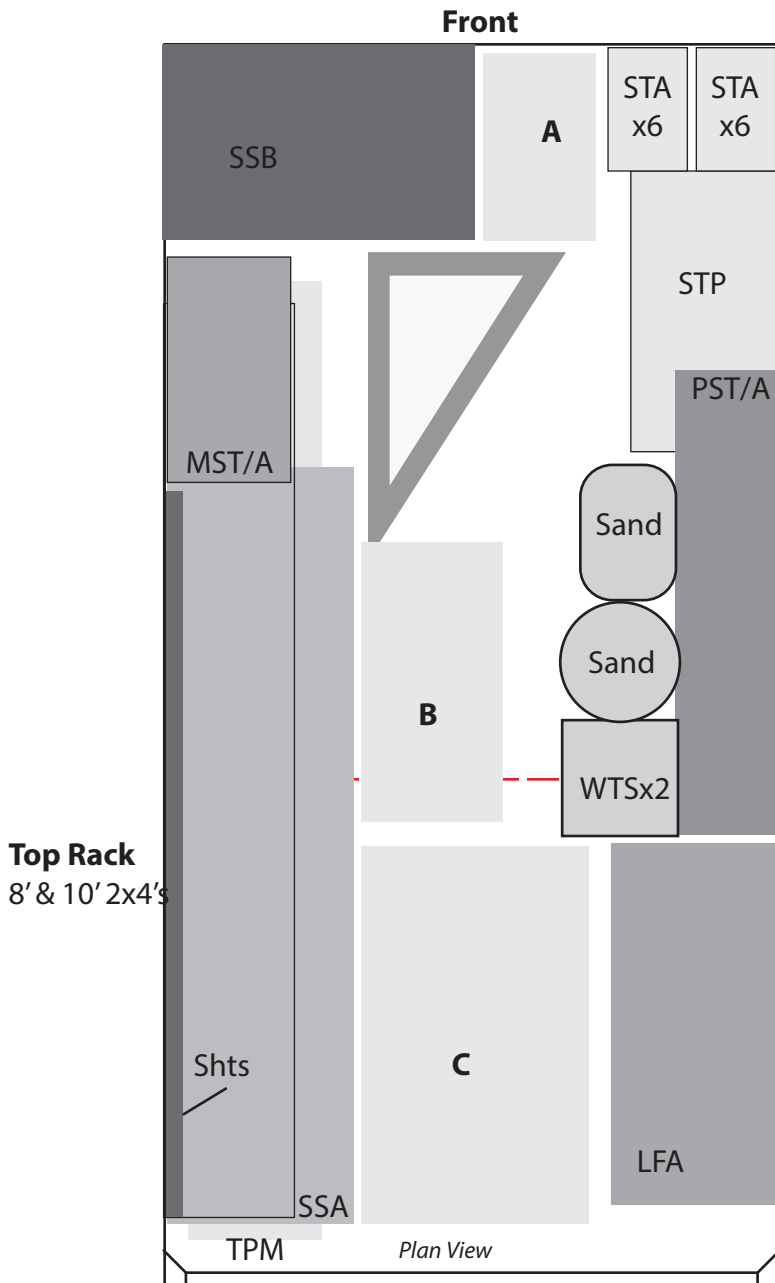 Front
STA
x6
STA
x6
A
SSB
STP
PST/A
MST/A
Sand
Sand
B
WTSx2
Top Rack
8’ & 10’ 2x4’s
Shts
C
LFA
SSA
TPM
Plan View